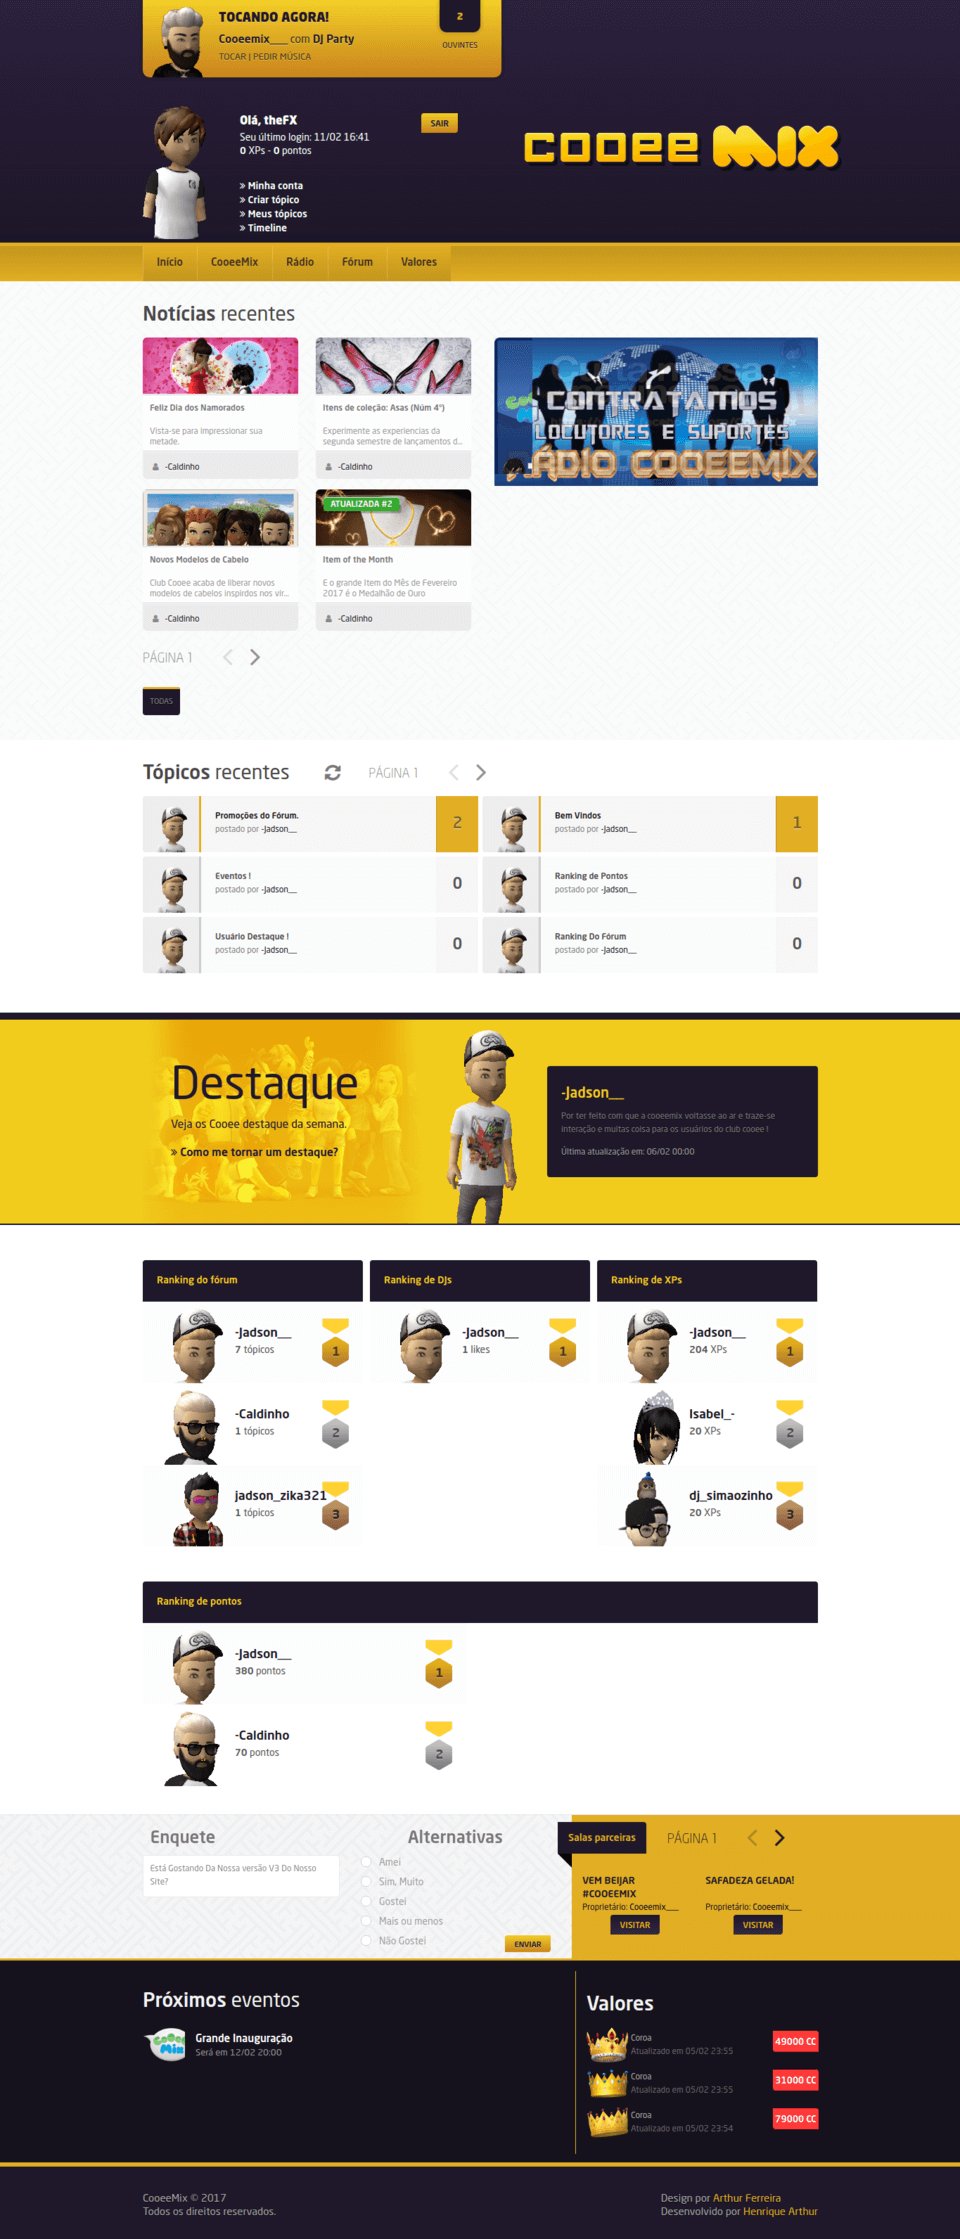 TOCANDO AGORA!
Cooeemix___ com DJ Party
TOCAR | PEDIR MÚSICA
2
OUVINTES
Olá, theFX
Seu último login: 11/02 16:41
0 XPs - 0 pontos
SAIR
» Minha conta
» Criar tópico
» Meus tópicos
» Timeline
cooee MIX
Início
CooeeMix
Rádio
Fórum
Valores
Notícias recentes
Feliz Dia dos Namorados
Vista-se para impressionar sua
metade.
-Caldinho
Itens de coleção: Asas (Núm 4°)
Experimente as experiencias da
segunda semestre de lançamentos d...
-Caldinho
CONTRATAMOS
LOCUTORES E SUPORTES
RÁDIO COOEEMIX
Novos Modelos de Cabelo
Club Cooee acaba de liberar novos
modelos de cabelos inspirdos nos vir...
-Caldinho
ATUALIZADA #2
Item of the Month
E o grande Item do Mês de Fevereiro
2017 é o Medalhão de Ouro
-Caldinho
PÁGINA 1
TODAS
Tópicos recentes
PÁGINA 1
Promoções do Fórum.
postado por -Jadson__
2
Bem Vindos
postado por -Jadson__
1
Eventos !
postado por -Jadson__
0
Ranking de Pontos
postado por -Jadson__
0
Usuário Destaque !
postado por -Jadson__
0
Ranking Do Fórum
postado por -Jadson__
0
Destaque
Veja os Cooee destaque da semana.
» Como me tornar um destaque?
-Jadson__
Por ter feito com que a cooeemix voltasse ao ar e traze-se
interação e muitas coisa para os usuários do club cooee !
Última atualização em: 06/02 00:00
Ranking do fórum
-Jadson__
7 tópicos
1
-Caldinho
1 tópicos
2
jadson_zika321
1 tópicos
3
Ranking de DJs
-Jadson__
1 likes
1
Ranking de XPs
-Jadson__
204 XPs
1
Isabel_-
20 XPs
2
dj_simaozinho
20 XPs
3
Ranking de pontos
-Jadson__
380 pontos
1
-Caldinho
70 pontos
2
Enquete
Está Gostando Da Nossa versão V3 Do Nosso
Site?
Alternativas
Amei
Sim, Muito
Gostei
Mais ou menos
Não Gostei
ENVIAR
Salas parceiras
PÁGINA 1
VEM BEIJAR
#COOEEMIX
Proprietário: Cooeemix___
VISITAR
SAFADEZA GELADA!
Proprietário: Cooeemix___
VISITAR
Próximos eventos
Cooee
Mix
Grande Inauguração
Será em 12/02 20:00
Valores
Coroa
Atualizado em 05/02 23:55
49000 CC
Coroa
Atualizado em 05/02 23:55
31000 CC
Coroa
Atualizado em 05/02 23:54
79000 CC
CooeeMix © 2017
Todos os direitos reservados.
Design por Arthur Ferreira
Desenvolvido por Henrique Arthur